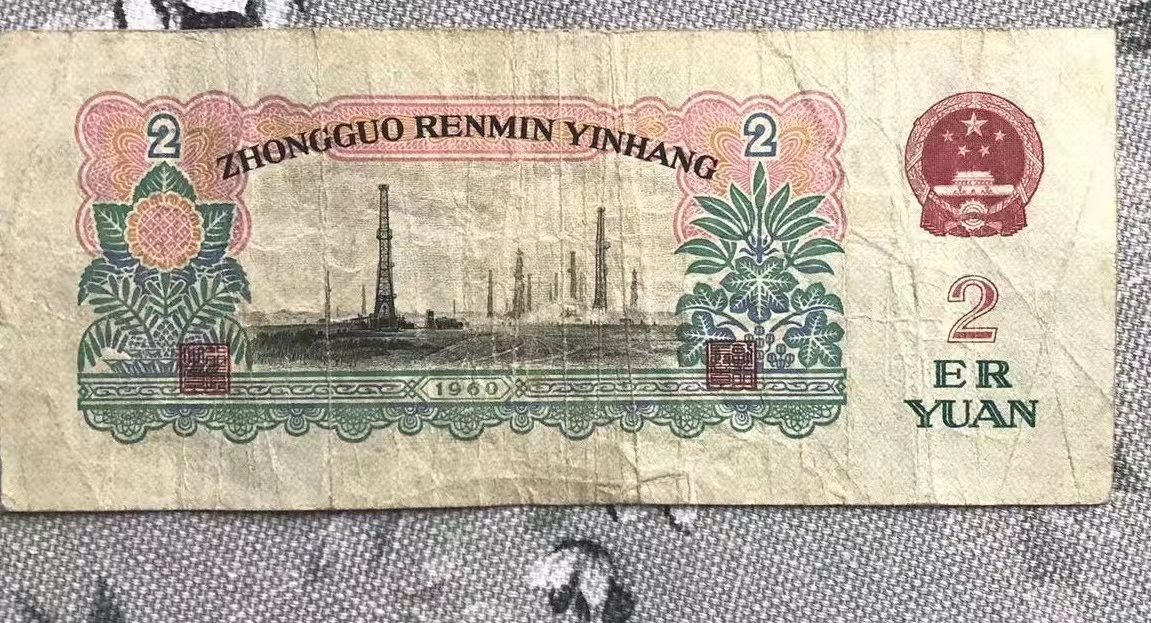 2
2
ZHONGGUO RENMIN YINHANG
1960
2
ER
YUAN